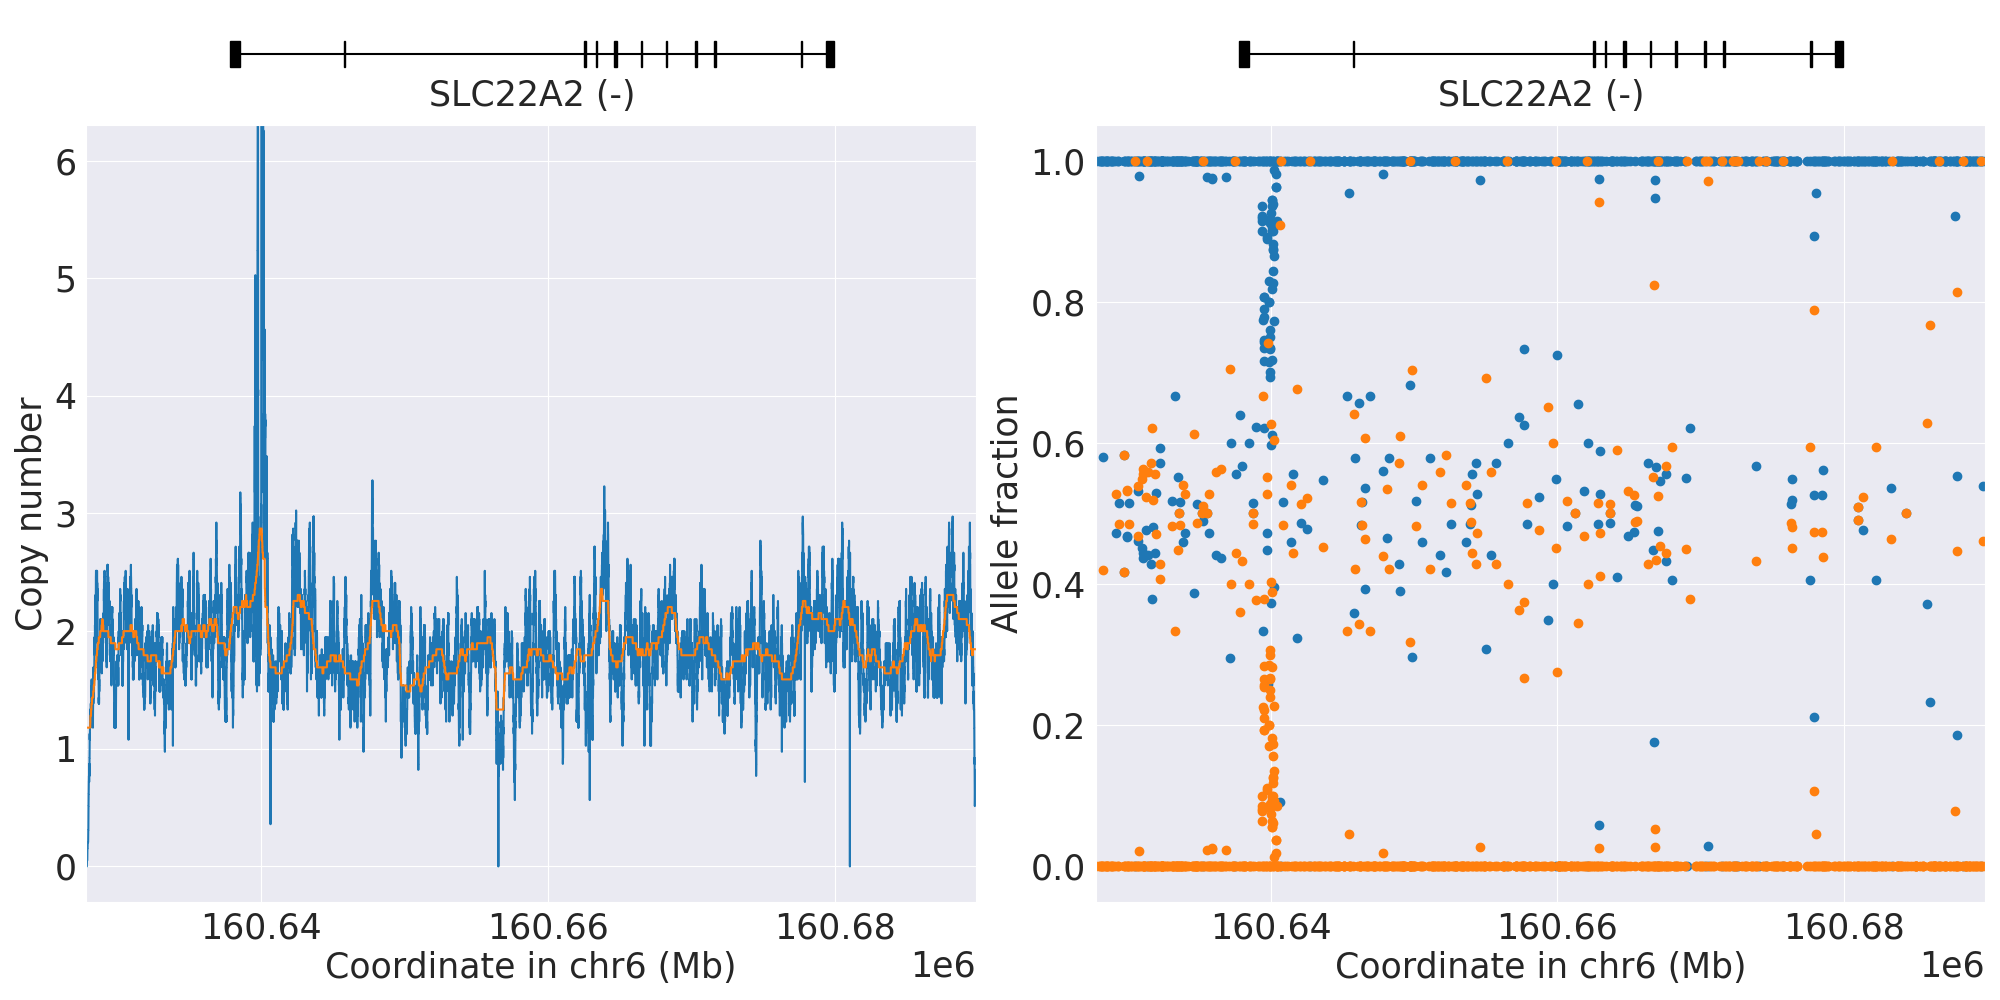 SLC22A2 (-)
6
5
4
3
2
1
0
Copy number
160.64
160.66
160.68
Coordinate in chr6 (Mb)
1e6
SLC22A2 (-)
1.0
0.8
0.6
0.4
0.2
0.0
Allele fraction
160.64
160.66
160.68
Coordinate in chr6 (Mb)
1e6